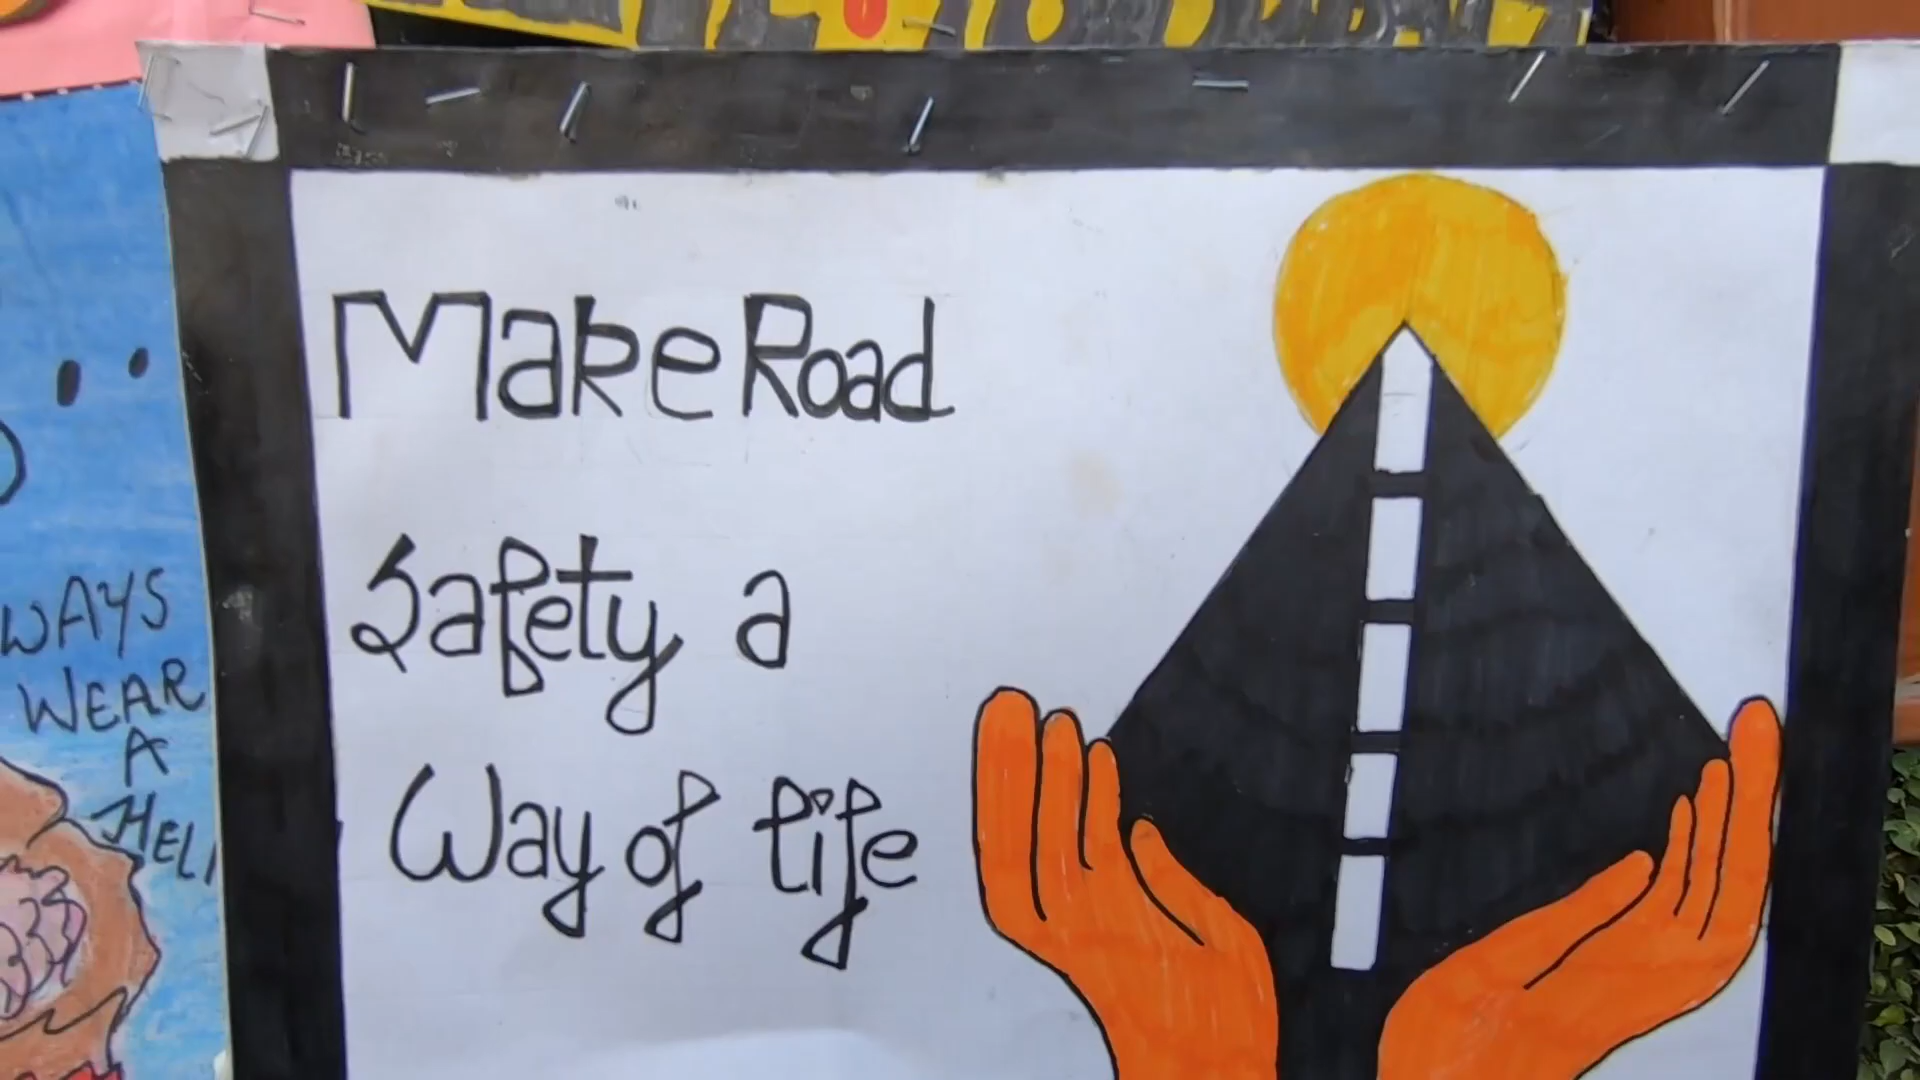 Make Road
Safety a
Way of life
WAYS
WEAR
A
HEL